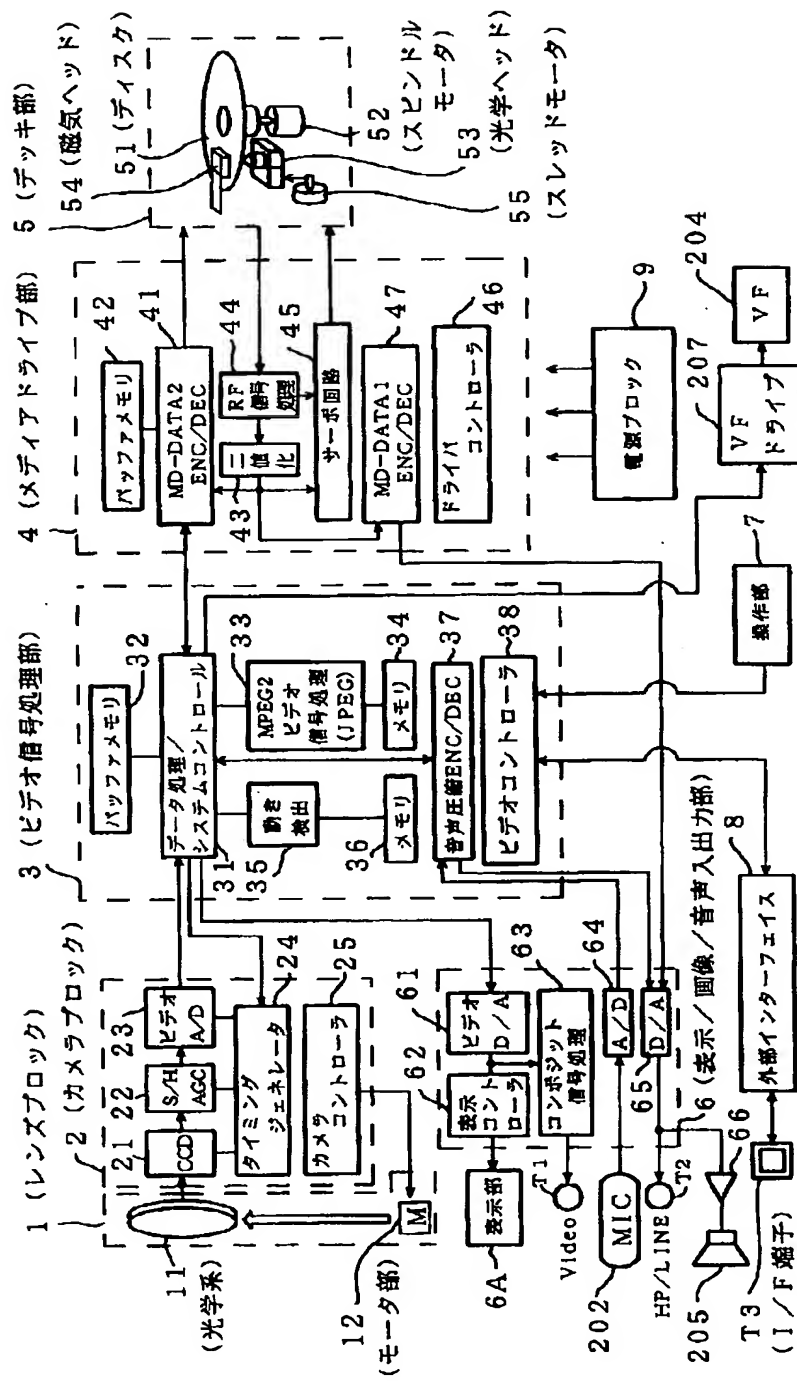 1 (レンズブロック)
2 (カメラブロック)
11
(光学系)
21
CCD
22
S/H
AGC
23
ビデオ
A/D
タイミング
ジェネレータ
24
カメラ
コントローラ
25
12
(モータ部)
M
3 (ビデオ信号処理部)
バッファメモリ
32
データ処理/
システムコントロール
31
MPEG2
ビデオ
信号処理
(JPEG)
33
メモリ
34
動き
検出
35
メモリ
36
音声圧縮ENC/DEC
37
ビデオコントローラ
38
4 (メディアドライブ部)
バッファメモリ
42
MD-DATA2
ENC/DEC
41
RF
信号
処理
44
二値化
43
サーボ回路
45
MD-DATA1
ENC/DEC
47
ドライバ
コントローラ
46
5 (デッキ部)
54 (磁気ヘッド)
51 (ディスク)
52
(スピンドル
モータ)
53
(光学ヘッド)
55
(スレッドモータ)
61
ビデオ
D/A
62
表示
コント
ローラ
コンポジット
信号処理
63
A/D
64
D/A
65
6 (表示/画像/音声入出力部)
表示部
6A
Video
T1
MIC
202
HP/LINE
T2
66
205
T3
(I/F端子)
外部インターフェイス
8
操作部
7
電源ブロック
9
VF
ドライブ
207
VF
204